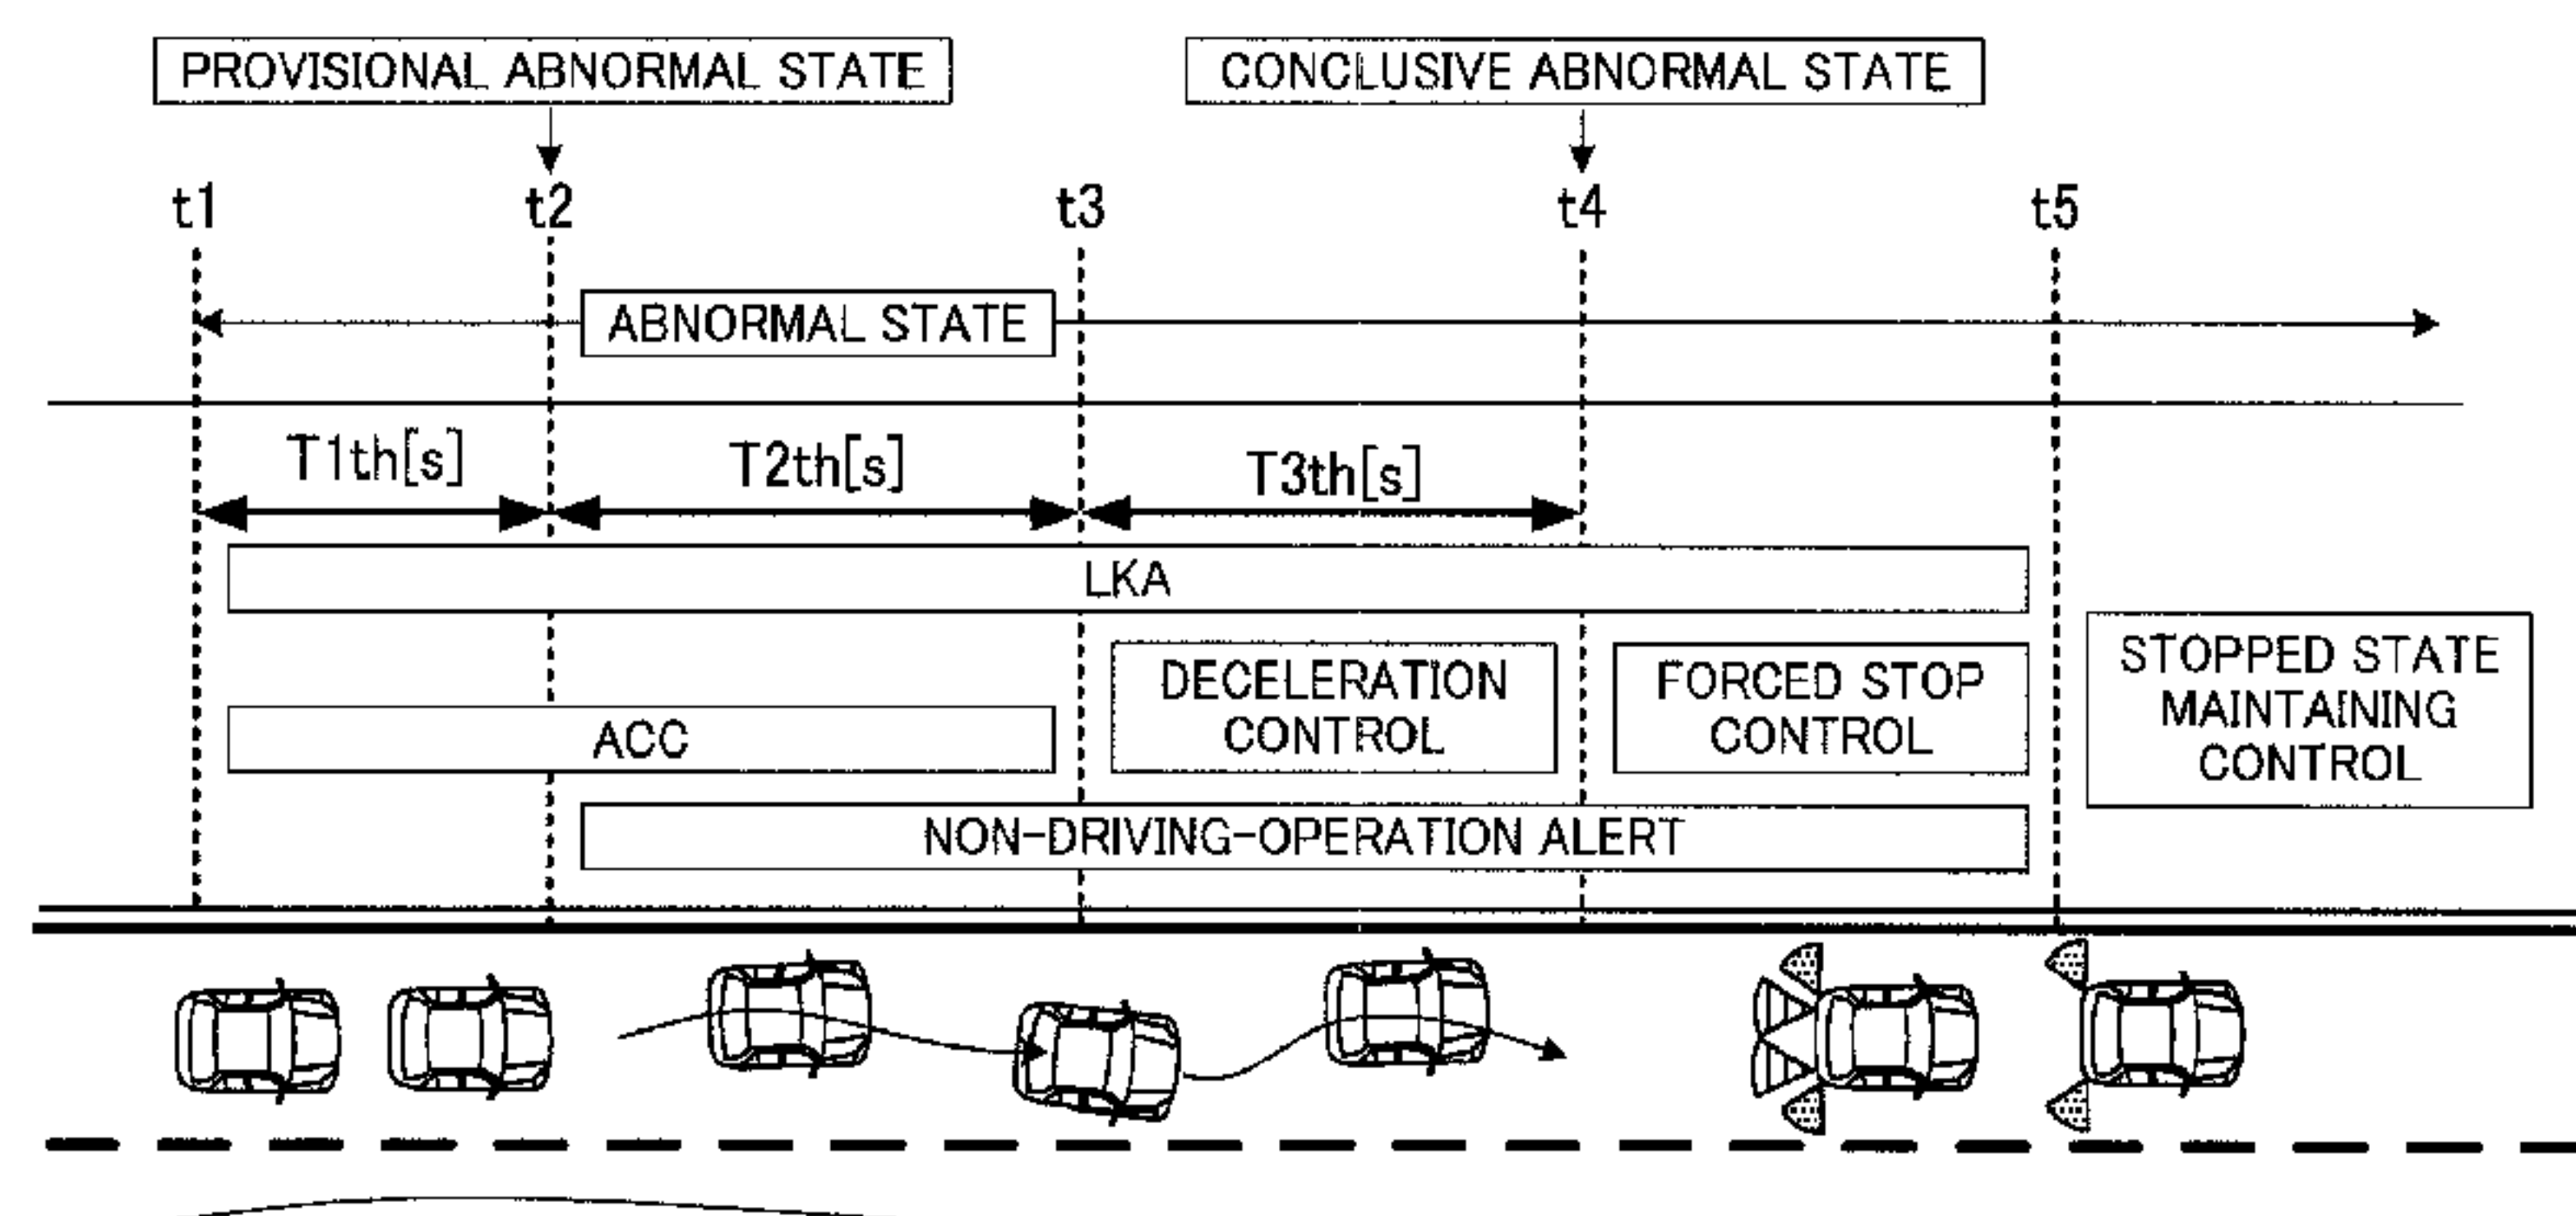 PROVISIONAL ABNORMAL STATE
CONCLUSIVE ABNORMAL STATE
t1
t2
t3
t4
t5
ABNORMAL STATE
T1th[s]
T2th[s]
T3th[s]
LKA
DECELERATION
CONTROL
FORCED STOP
CONTROL
STOPPED STATE
MAINTAINING
CONTROL
ACC
NON-DRIVING-OPERATION ALERT